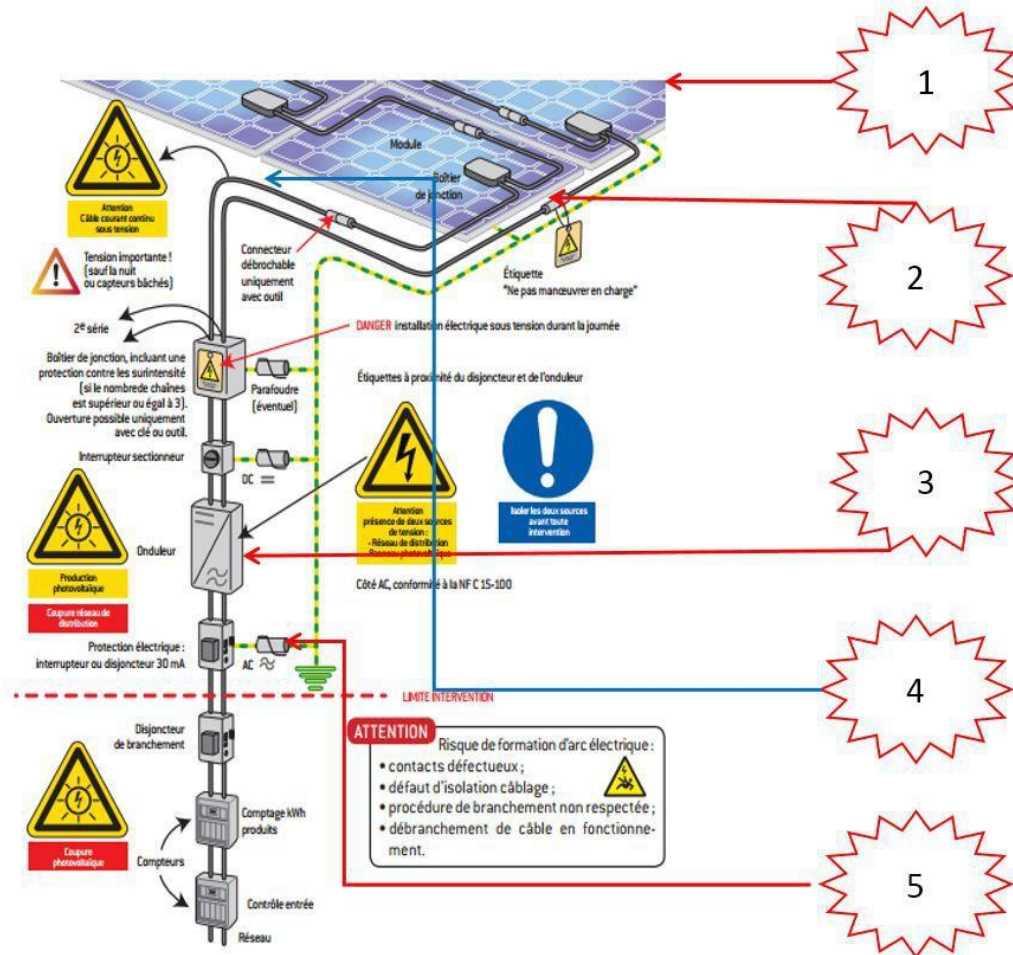 1
Module
Boîtier
de jonction
Attention
Câble courant continu
sous tension
2
Tension importante !
(sauf la nuit
ou capteurs bâchés)
Connecteur
débrochable
uniquement
avec outil
Étiquette
"Ne pas manœuvrer en charge"
2e série
DANGER installation électrique sous tension durant la journée
Boîtier de jonction, incluant une
protection contre les surintensité
(si le nombrede chaînes
est supérieur ou égal à 3).
Ouverture possible uniquement
avec clé ou outil.
Parafoudre
(éventuel)
Étiquettes à proximité du disjoncteur et de l'onduleur
Interrupteur sectionneur
DC
3
Attention
présence de deux sources
de tension :
- Réseau de distribution
photovoltaïque
Isoler les deux sources
avant toute
intervention
Onduleur
Production
photovoltaïque
Coupure réseau de
distribution
Côté AC, conformité à la NF C 15-100
Protection électrique :
interrupteur ou disjoncteur 30 mA
AC
4
LIMITE INTERVENTION
Disjoncteur
de branchement
ATTENTION
Risque de formation d'arc électrique :
• contacts défectueux ;
• défaut d'isolation câblage ;
• procédure de branchement non respectée ;
• débranchement de câble en fonctionne-
ment.
Comptage kWh
produits
Coupure
photovoltaïque
Compteurs
5
Contrôle entrée
Réseau